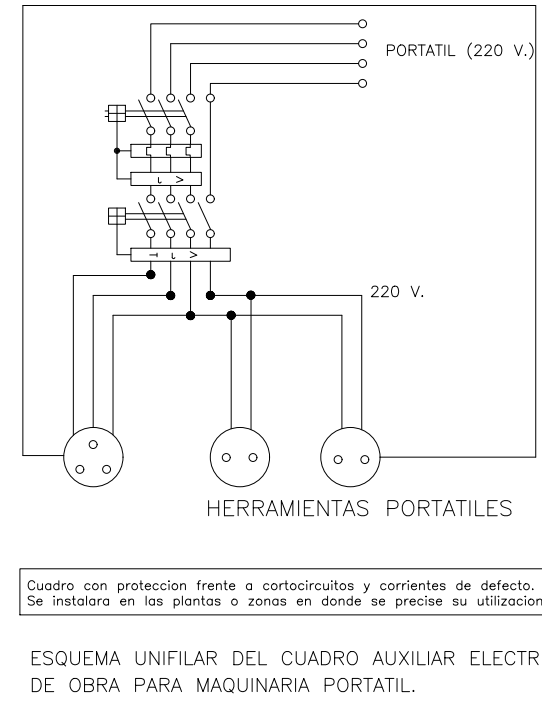 PORTATIL (220 V.)
220 V.
HERRAMIENTAS PORTATILES
Cuadro con proteccion frente a cortocircuitos y corrientes de defecto.
Se instalara en las plantas o zonas en donde se precise su utilizacion
ESQUEMA UNIFILAR DEL CUADRO AUXILIAR ELECTR
DE OBRA PARA MAQUINARIA PORTATIL.